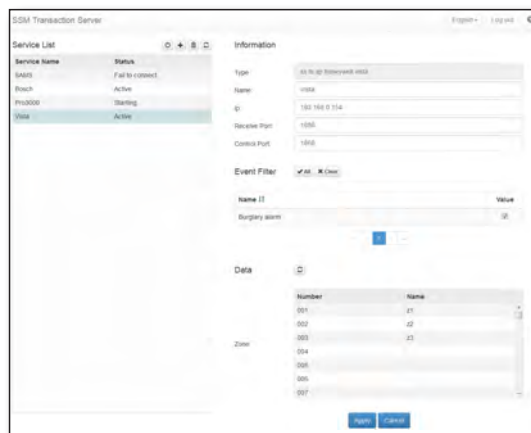 SSM Transaction Server
English
Log out
Service List
Service Name Status
Fail to connect
Bosch Active
Pro3000 Starting
Vista Active
Information
Type
Name Vista
Ip
Receive Port
Control Port
Event Filter All Clear
Name Value
Burglary alarm
Data
Number Name
001 z1
002 z2
003 z3
004
005
006
007
Zone
Apply Cancel